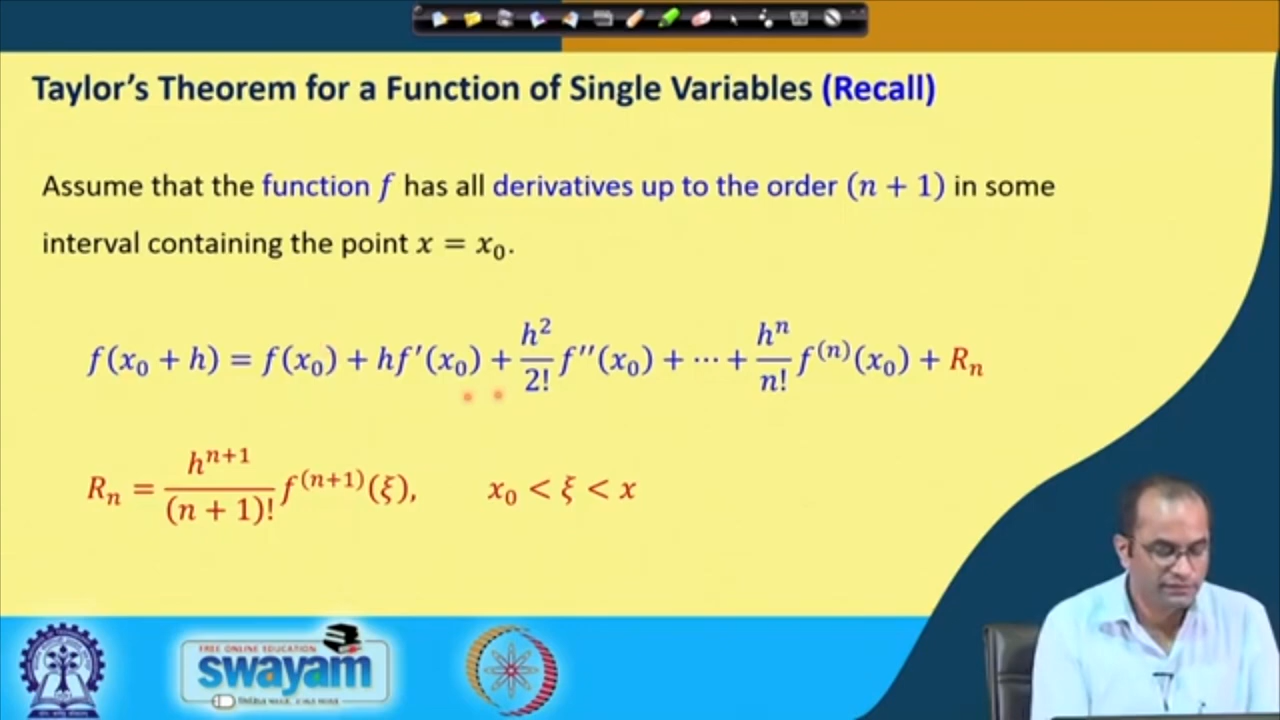 Taylor's Theorem for a Function of Single Variables (Recall)
Assume that the function f has all derivatives up to the order (n + 1) in some
interval containing the point x = x₀.
f(x₀ + h) = f(x₀) + hf′(x₀) + h²/2! f′′(x₀) + ⋯ + hⁿ/n! f⁽ⁿ⁾(x₀) + Rₙ
Rₙ = hⁿ⁺¹/(n + 1)! f⁽ⁿ⁺¹⁾(ξ), x₀ < ξ < x
FREE ONLINE EDUCATION
swayam